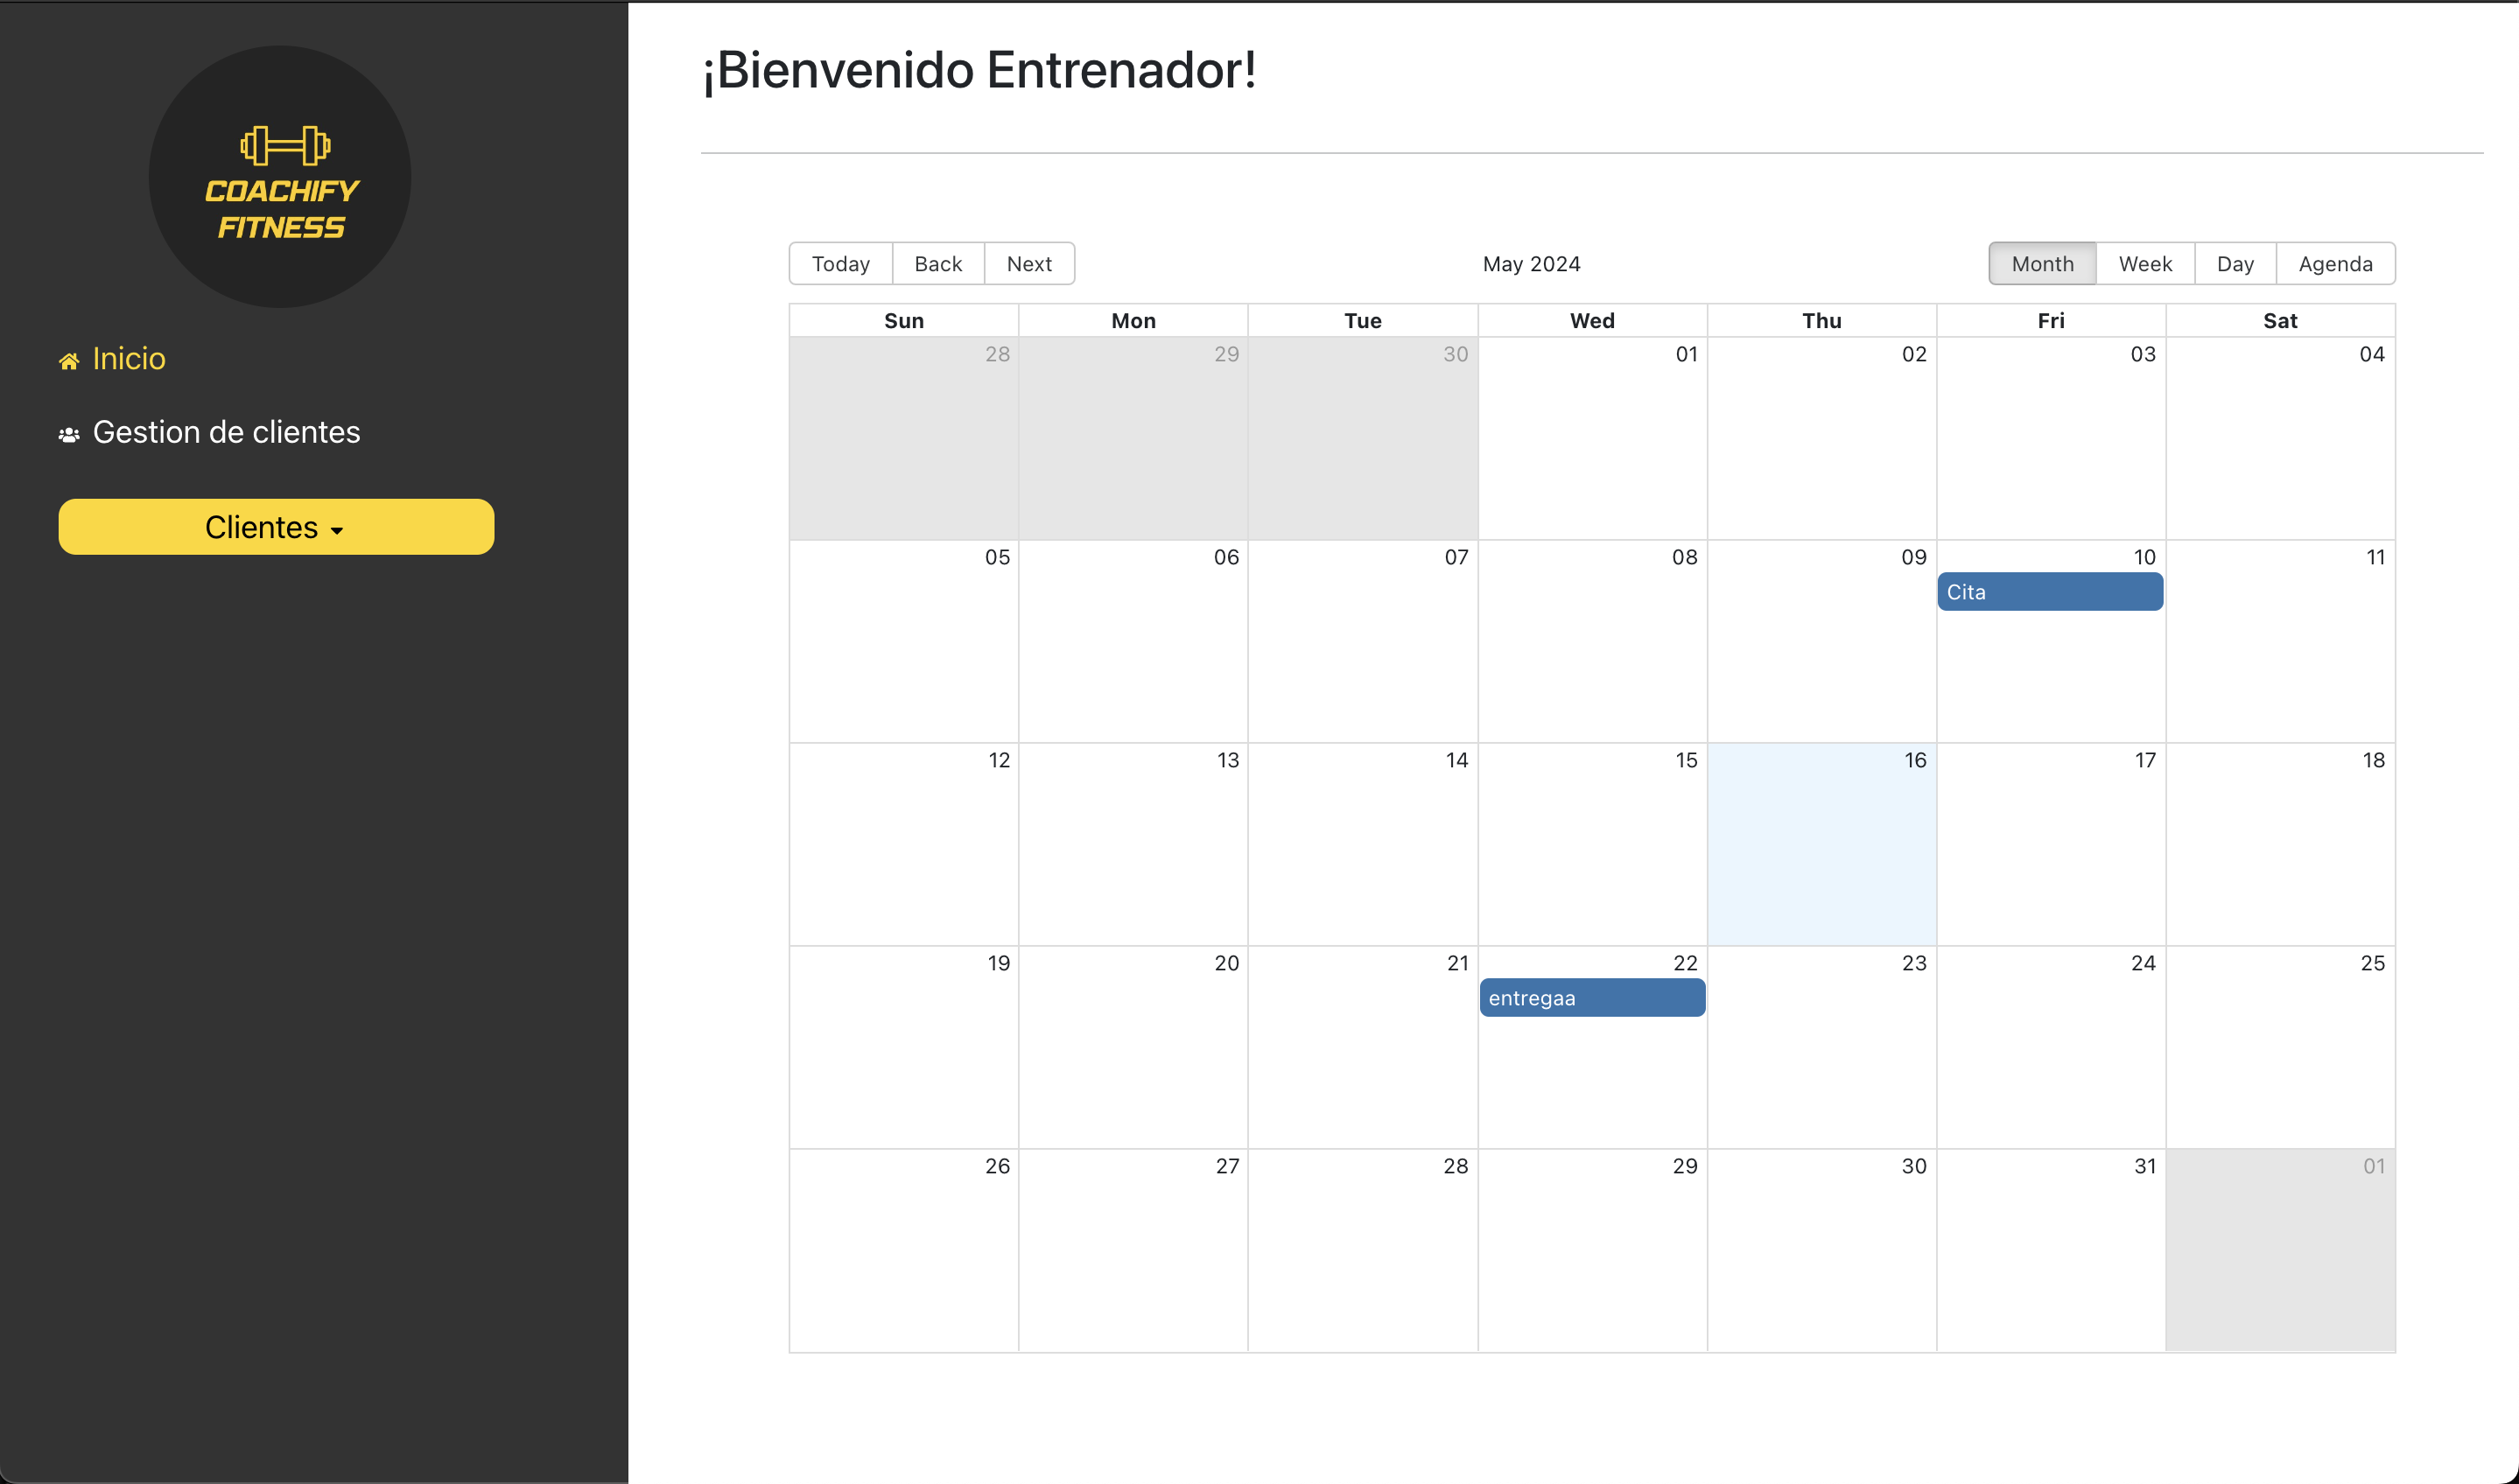 COACHIFY
FITNESS
Inicio
Gestion de clientes
Clientes
¡Bienvenido Entrenador!
Today Back Next May 2024 Month Week Day Agenda
Sun Mon Tue Wed Thu Fri Sat
28 29 30 01 02 03 04
05 06 07 08 09 10 11
Cita
12 13 14 15 16 17 18
19 20 21 22 23 24 25
entregaa
26 27 28 29 30 31 01